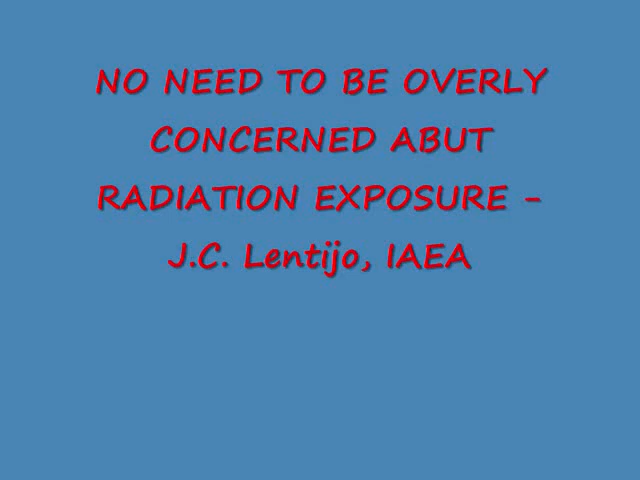 NO NEED TO BE OVERLY
CONCERNED ABUT
RADIATION EXPOSURE -
J.C. Lentijo, IAEA